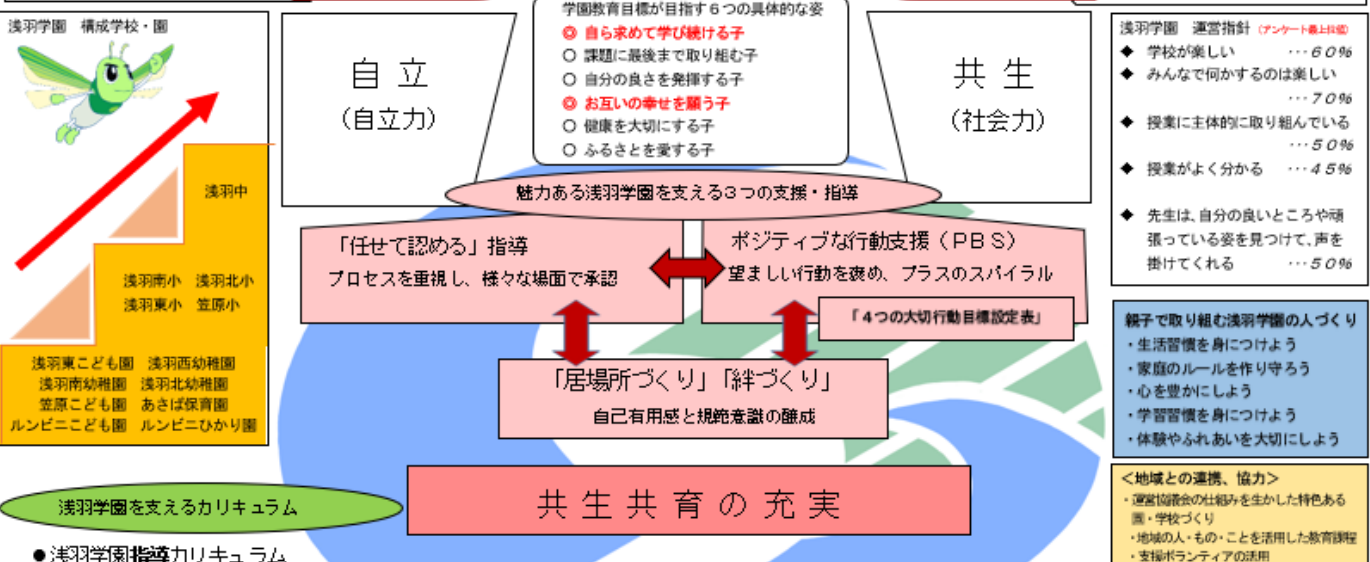 浅羽学園　構成学校・園
浅羽中
浅羽南小　浅羽北小
浅羽東小　笠原小
浅羽東こども園　浅羽西幼稚園
浅羽南幼稚園　浅羽北幼稚園
笠原こども園　あさば保育園
ルンビニこども園　ルンビニひかり園
自立
（自立力）
学園教育目標が目指す６つの具体的な姿
◎ 自ら求めて学び続ける子
○ 課題に最後まで取り組む子
○ 自分の良さを発揮する子
◎ お互いの幸せを願う子
○ 健康を大切にする子
○ ふるさとを愛する子
共生
（社会力）
魅力ある浅羽学園を支える３つの支援・指導
「任せて認める」指導
プロセスを重視し、様々な場面で承認
ポジティブな行動支援（ＰＢＳ）
望ましい行動を褒め、プラスのスパイラル
「４つの大切行動目標設定表」
「居場所づくり」「絆づくり」
自己有用感と規範意識の醸成
共生共育の充実
浅羽学園を支えるカリキュラム
●浅羽学園指導カリキュラム
浅羽学園　運営指針（アンケート最上位値）
◆　学校が楽しい　…６０％
◆　みんなで何かするのは楽しい
…７０％
◆　授業に主体的に取り組んでいる
…５０％
◆　授業がよく分かる　…４５％
◆　先生は、自分の良いところや頑
張っている姿を見つけて、声を
掛けてくれる　…５０％
親子で取り組む浅羽学園の人づくり
・生活習慣を身につけよう
・家庭のルールを作り守ろう
・心を豊かにしよう
・学習習慣を身につけよう
・体験やふれあいを大切にしよう
＜地域との連携、協力＞
・運営協議会の仕組みを生かした特色ある
園・学校づくり
・地域の人・もの・ことを活用した教育課程
・支援ボランティアの活用